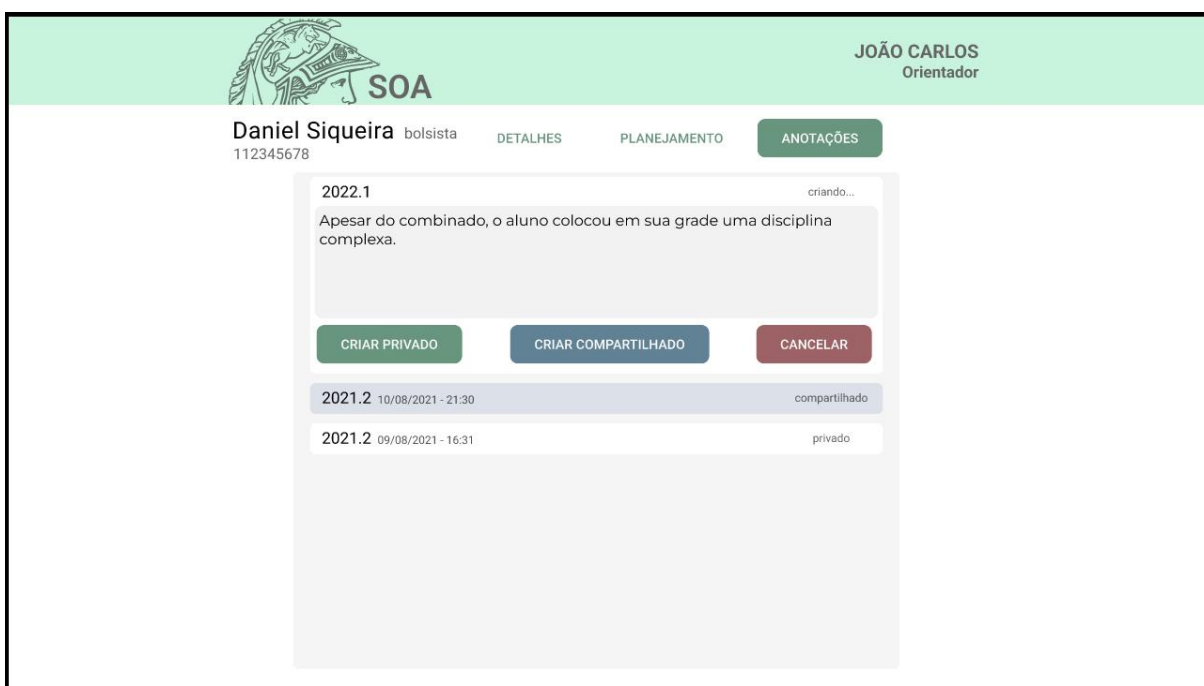 SOA
JOÃO CARLOS
Orientador
Daniel Siqueira bolsista
112345678
DETALHES
PLANEJAMENTO
ANOTAÇÕES
2022.1
criando...
Apesar do combinado, o aluno colocou em sua grade uma disciplina
complexa.
CRIAR PRIVADO
CRIAR COMPARTILHADO
CANCELAR
2021.2 10/08/2021 - 21:30
compartilhado
2021.2 09/08/2021 - 16:31
privado